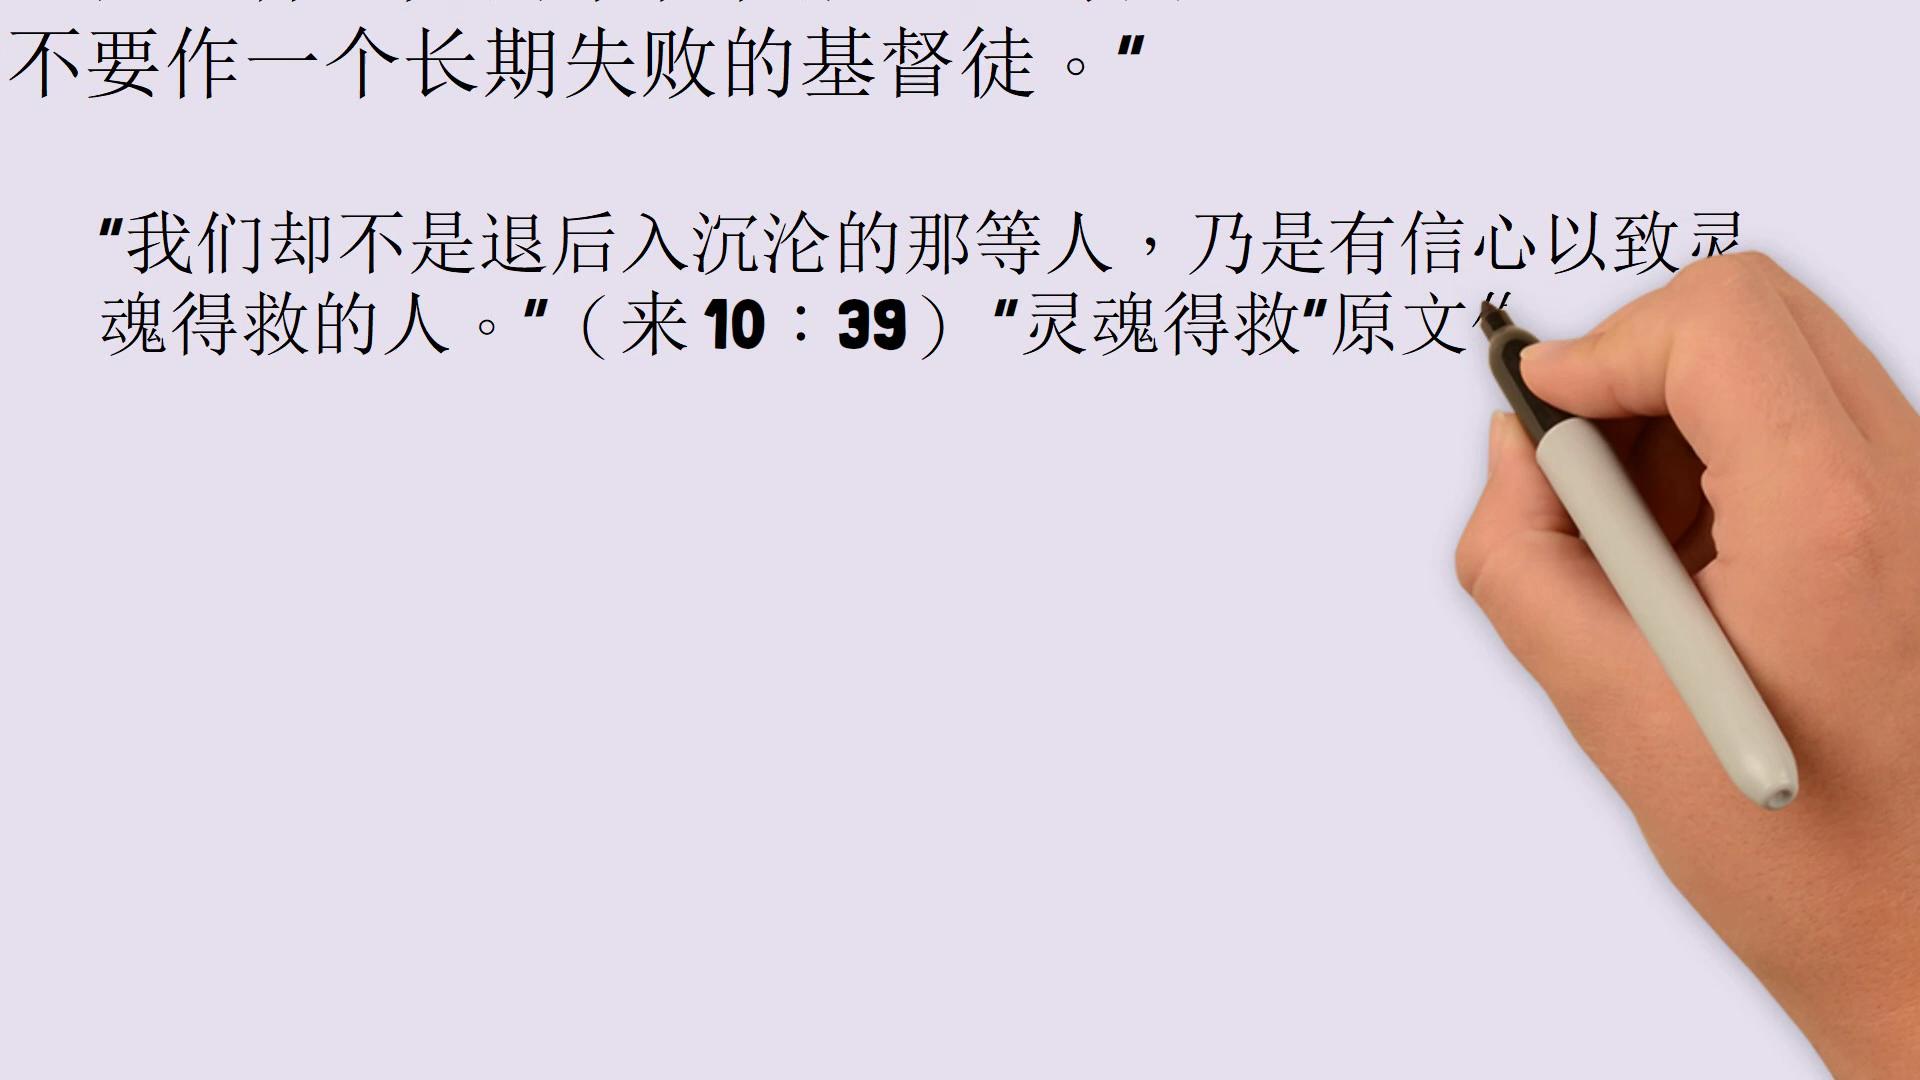 不要作一个长期失败的基督徒。"
"我们却不是退后入沉沦的那等人，乃是有信心以致灵
魂得救的人。"（来10：39）"灵魂得救"原文